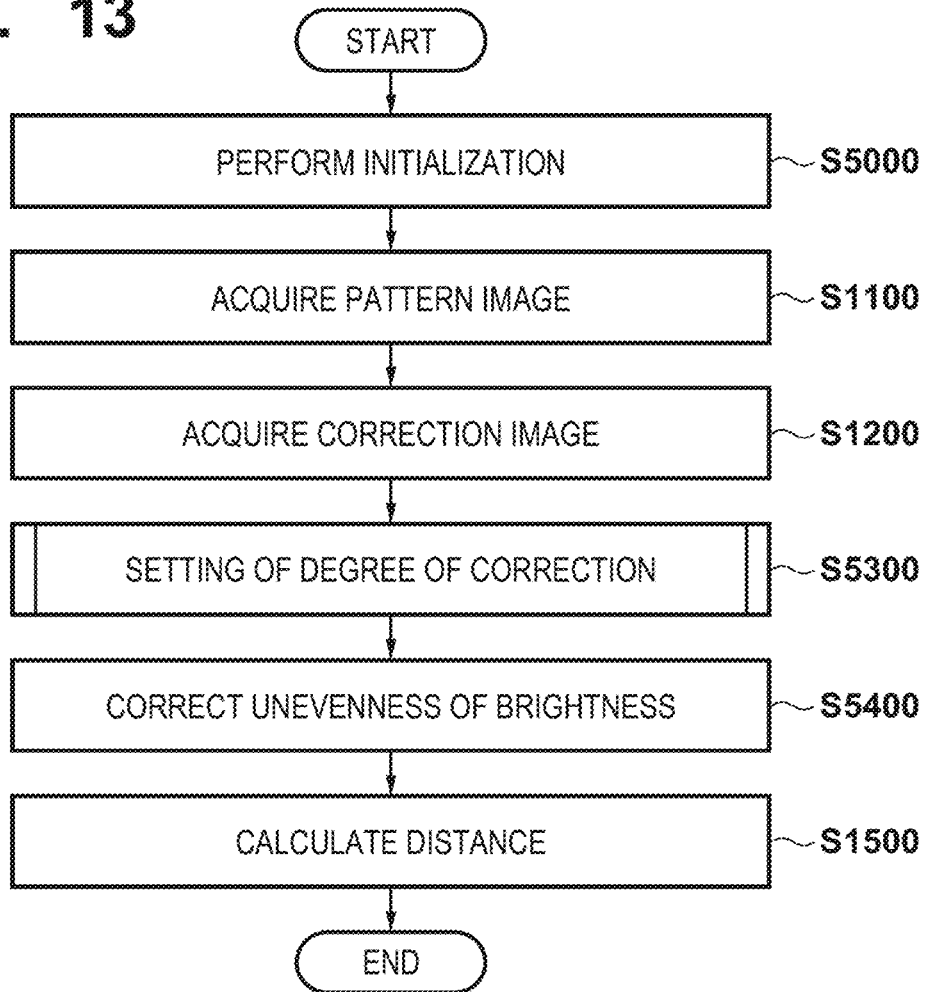 13
START
PERFORM INITIALIZATION S5000
ACQUIRE PATTERN IMAGE S1100
ACQUIRE CORRECTION IMAGE S1200
SETTING OF DEGREE OF CORRECTION S5300
CORRECT UNEVENNESS OF BRIGHTNESS S5400
CALCULATE DISTANCE S1500
END